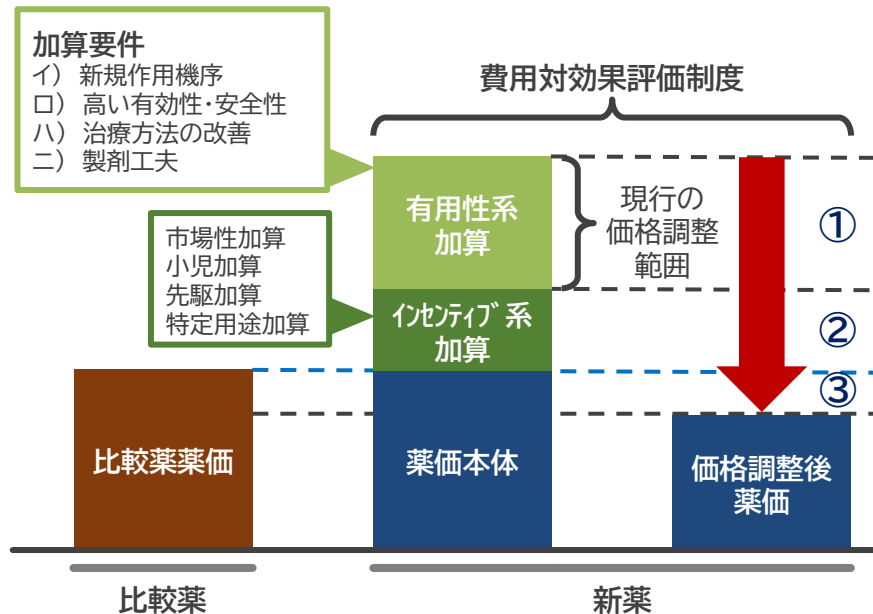 加算要件
イ） 新規作用機序
ロ） 高い有効性・安全性
ハ） 治療方法の改善
ニ） 製剤工夫
費用対効果評価制度
有用性系
加算
現行の
価格調整
範囲
①
市場性加算
小児加算
先駆加算
特定用途加算
インセンティブ系
加算
②
③
比較薬薬価
薬価本体
価格調整後
薬価
比較薬
新薬